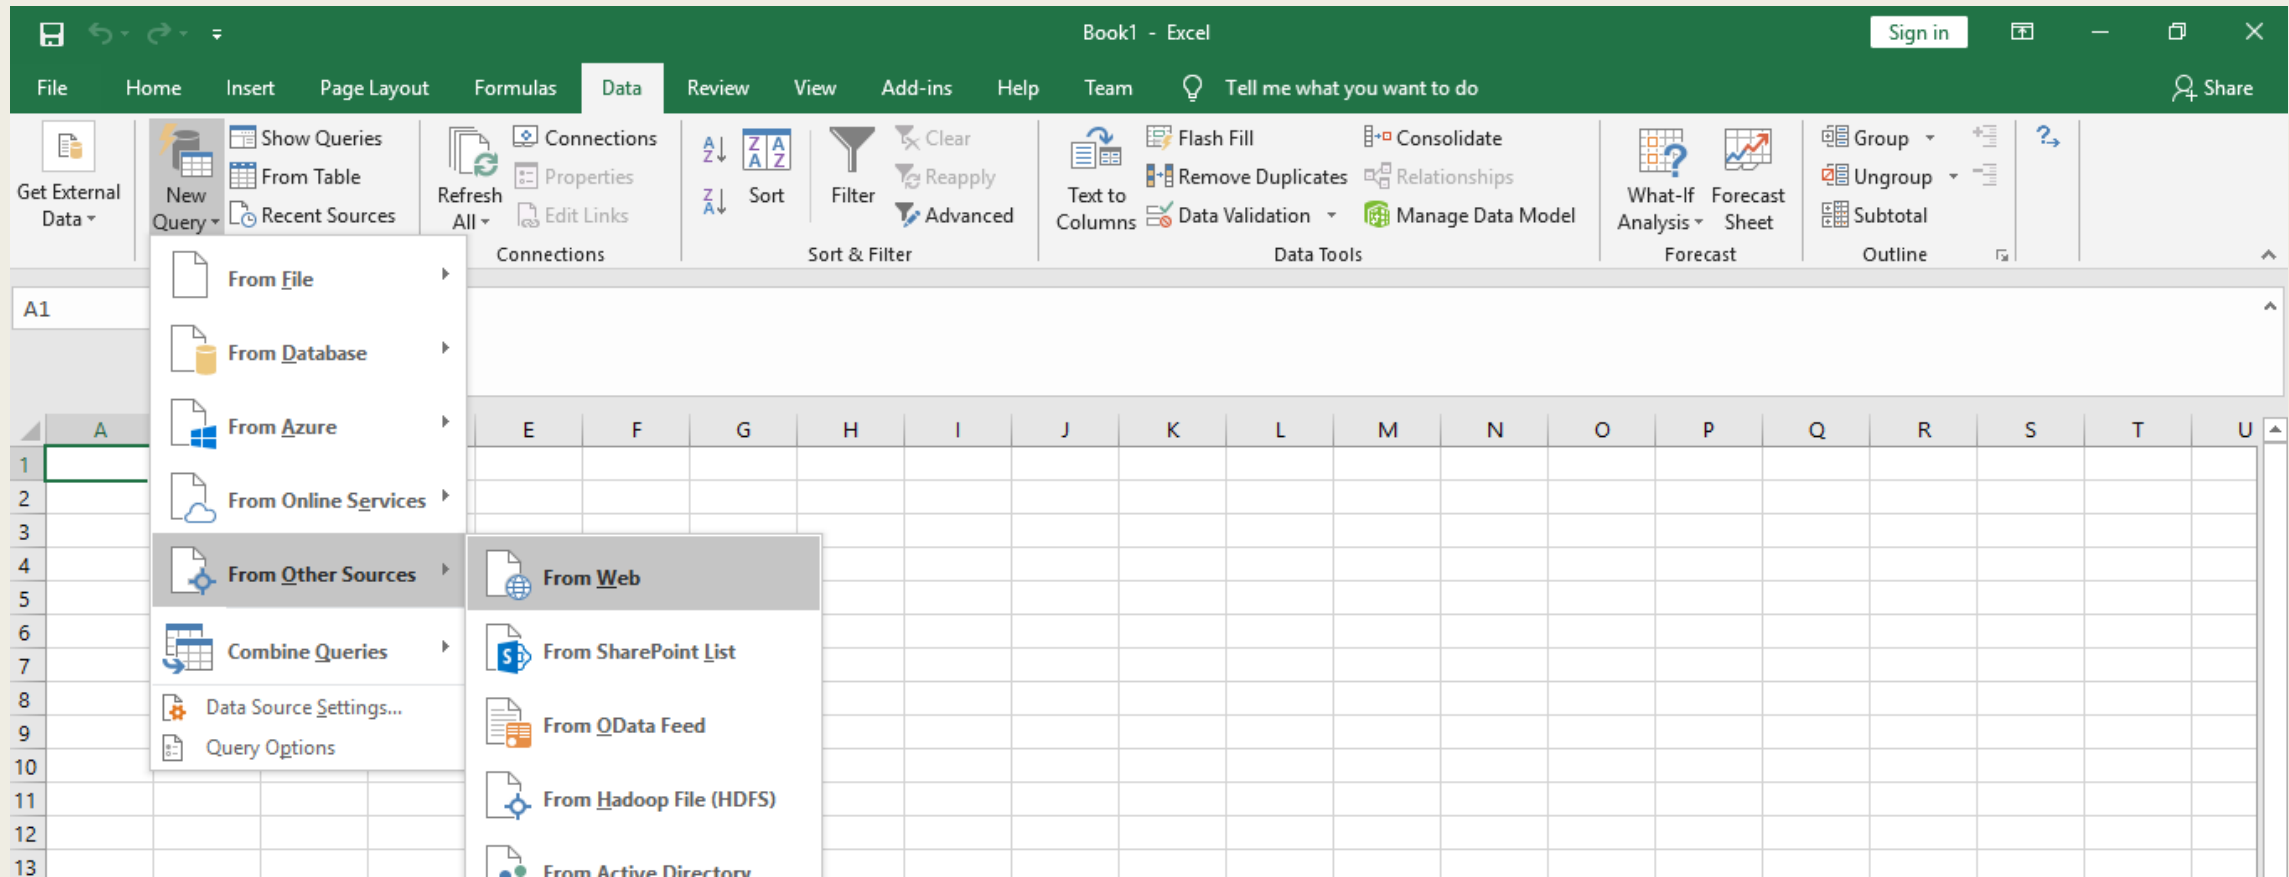 Book1 - Excel
Sign in
File Home Insert Page Layout Formulas Data Review View Add-ins Help Team Tell me what you want to do Share
Get External Data
New Query
Show Queries
From Table
Recent Sources
Refresh All
Connections
Properties
Edit Links
Connections
Sort
Filter
Clear
Reapply
Advanced
Sort & Filter
Text to Columns
Flash Fill
Remove Duplicates
Data Validation
Consolidate
Relationships
Manage Data Model
Data Tools
What-If Analysis
Forecast Sheet
Forecast
Group
Ungroup
Subtotal
Outline
A1
From File
From Database
From Azure
From Online Services
From Other Sources
Combine Queries
Data Source Settings...
Query Options
From Web
From SharePoint List
From OData Feed
From Hadoop File (HDFS)
From Active Directory
A E F G H I J K L M N O P Q R S T U
1
2
3
4
5
6
7
8
9
10
11
12
13